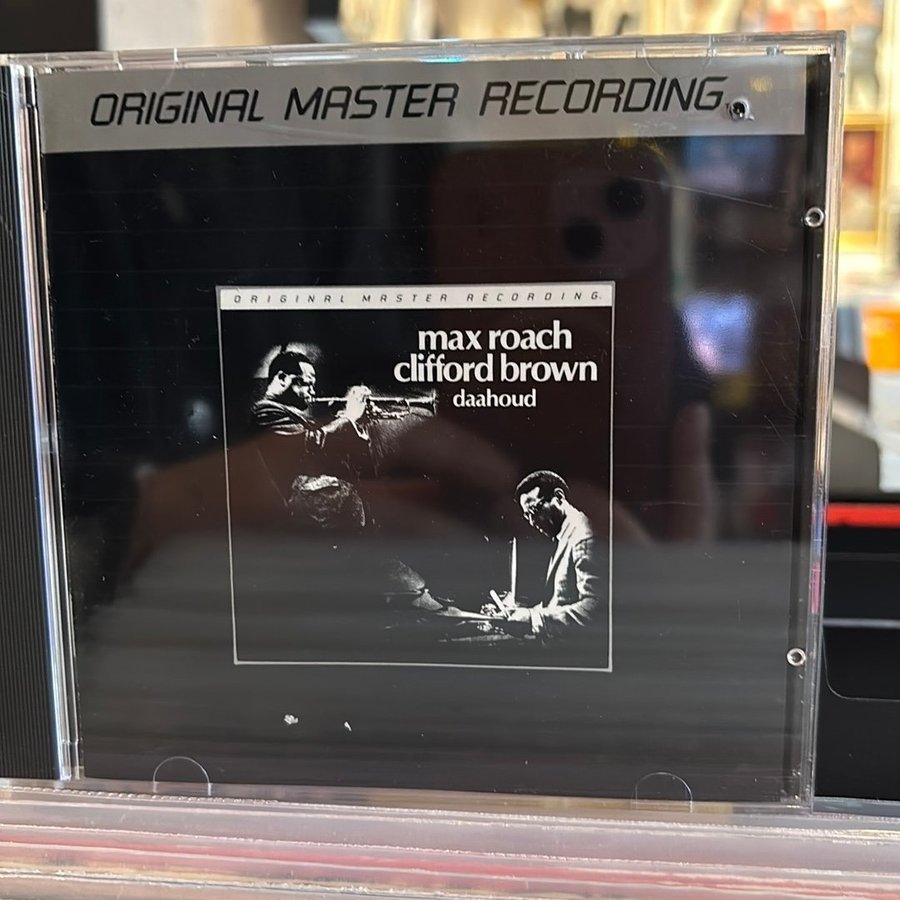 ORIGINAL MASTER RECORDING
ORIGINAL MASTER RECORDING
max roach
clifford brown
daahoud